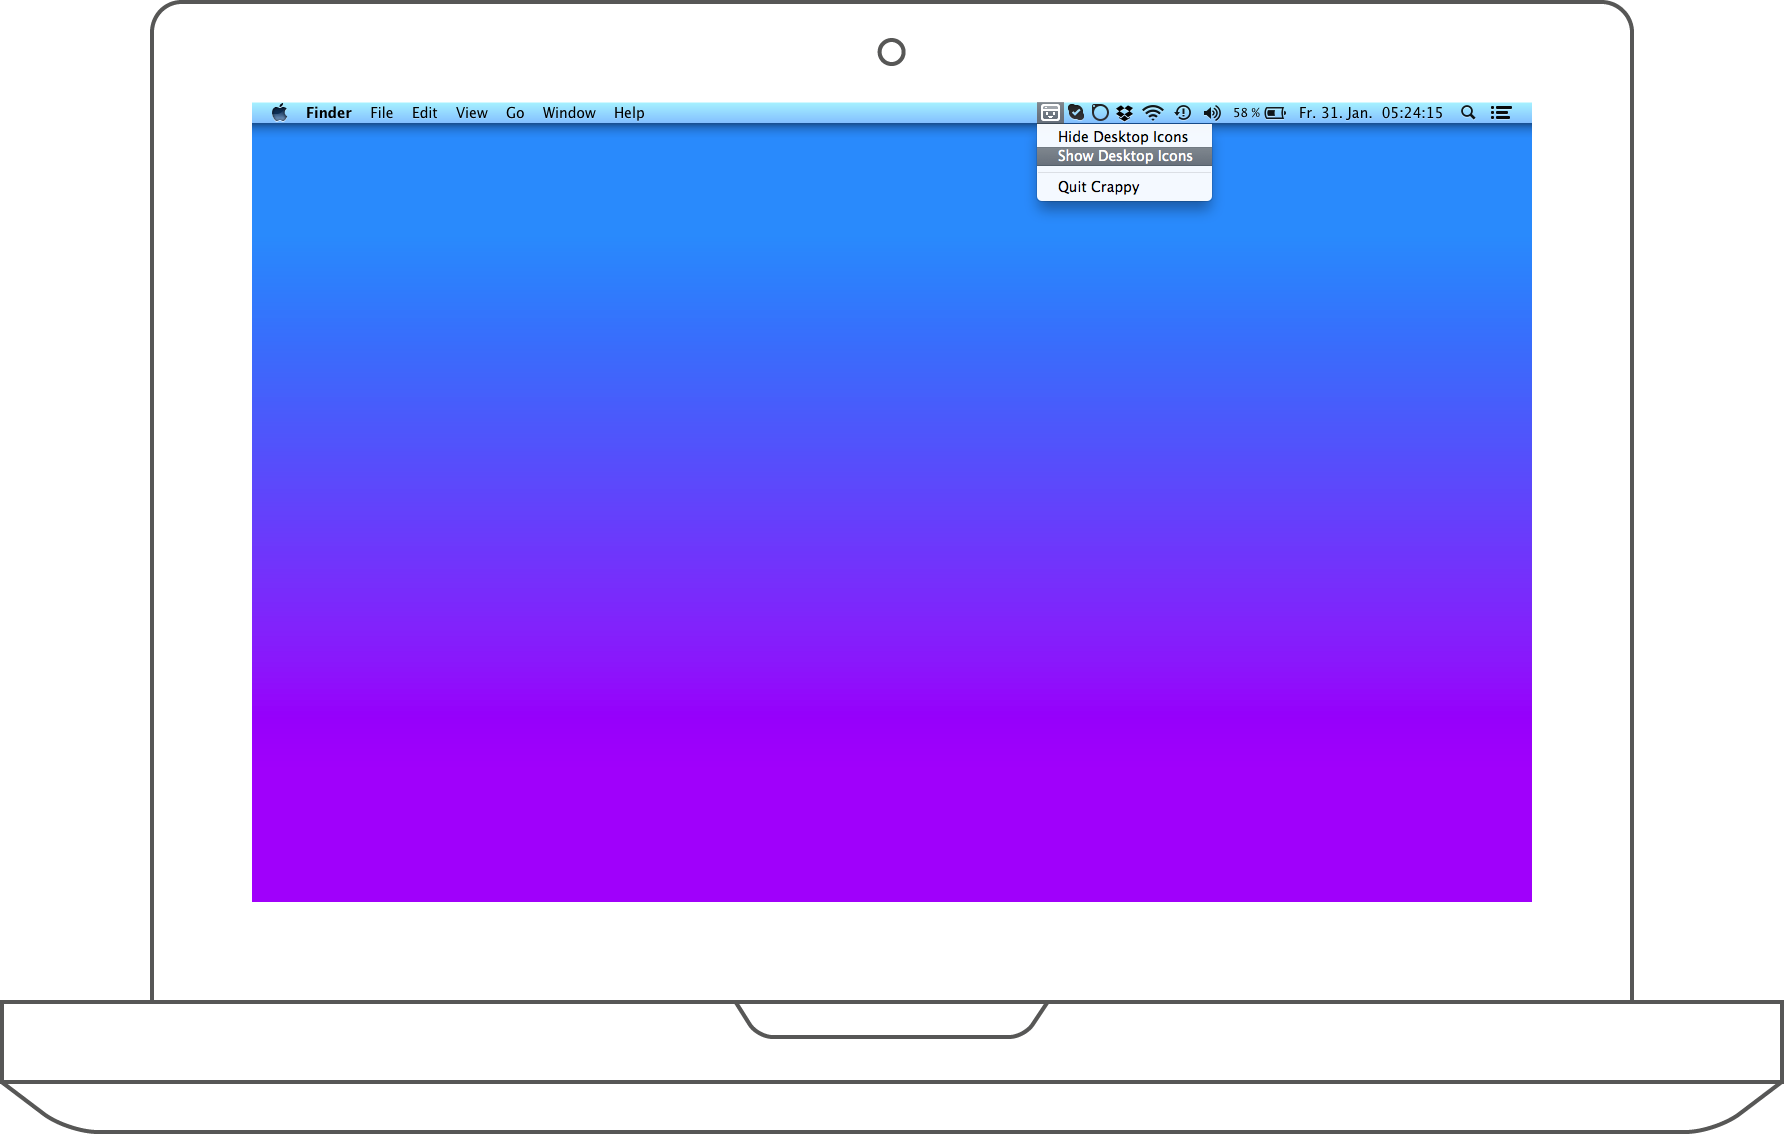 Finder File Edit View Go Window Help 58 % Fr. 31. Jan. 05:24:15
Hide Desktop Icons
Show Desktop Icons
Quit Crappy